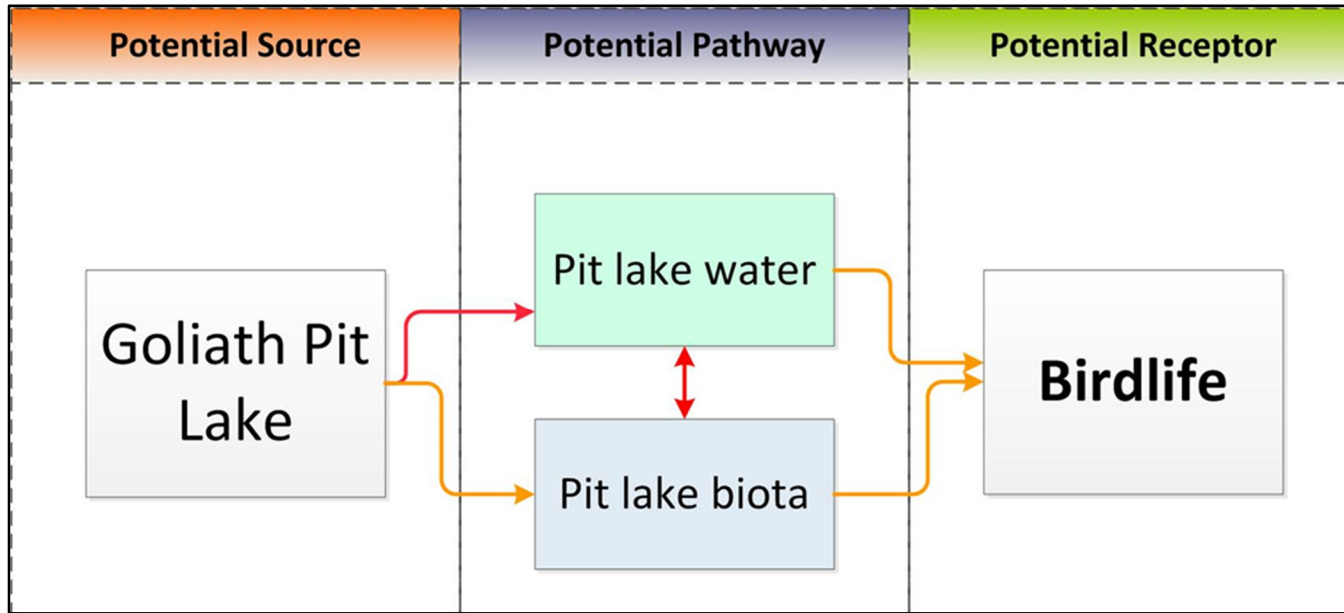 Potential Source
Potential Pathway
Potential Receptor
Goliath Pit
Lake
Pit lake water
Pit lake biota
Birdlife